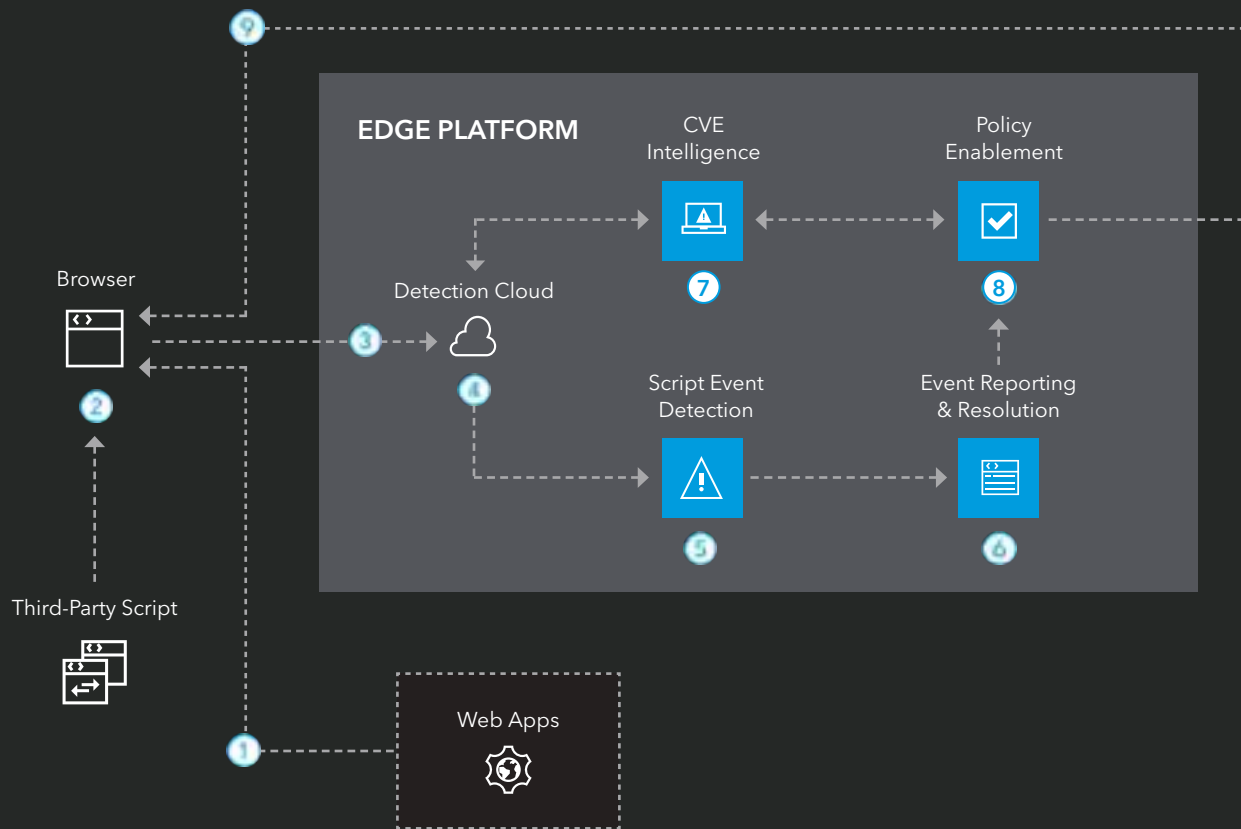 9
EDGE PLATFORM
CVE
Intelligence
Policy
Enablement
7
8
Browser
Detection Cloud
3
2
4
Script Event
Detection
Event Reporting
& Resolution
5
6
Third-Party Script
Web Apps
1